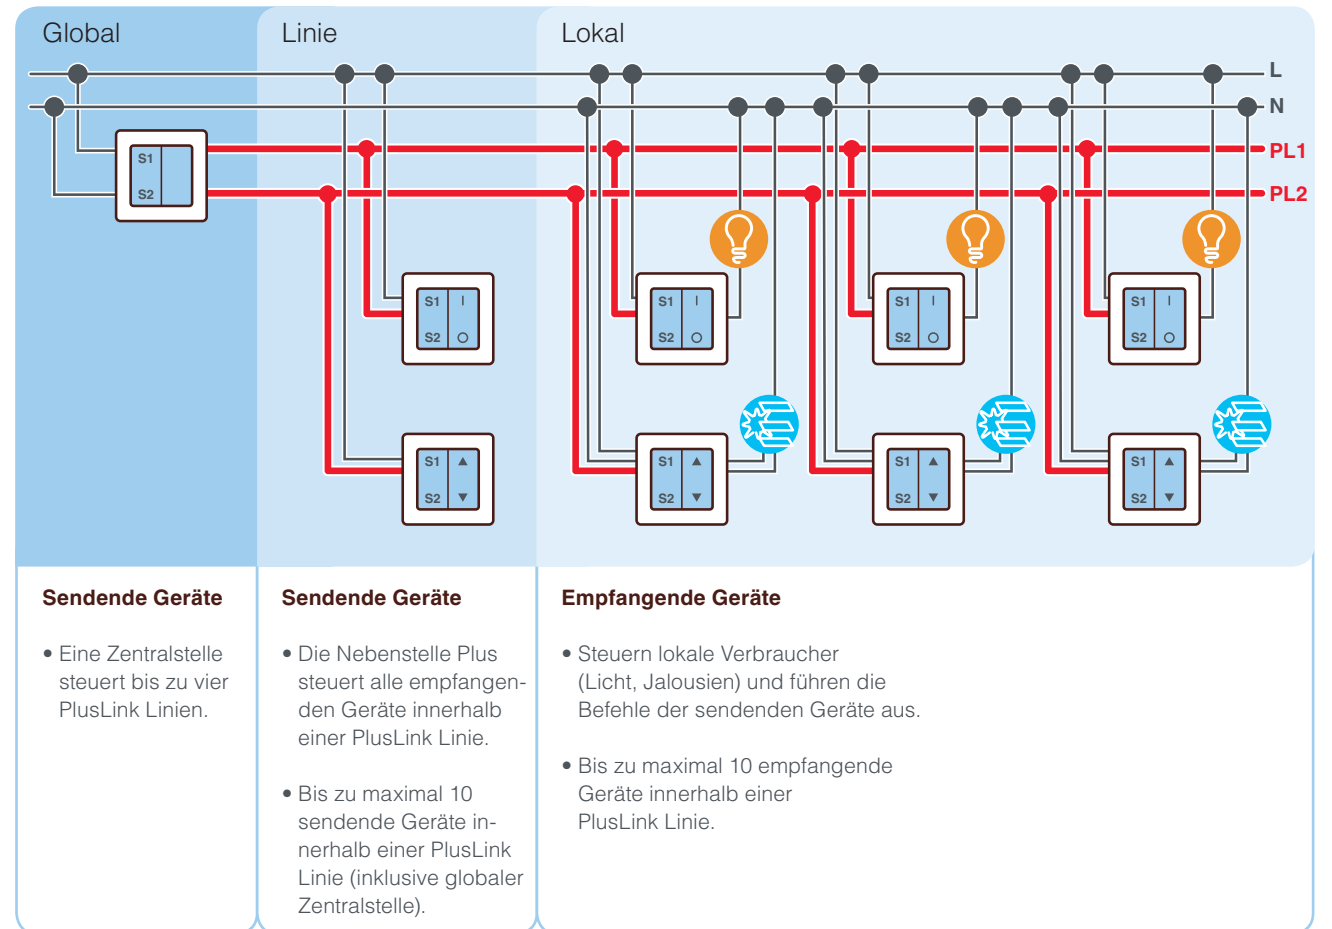 Global
Linie
Lokal
L
N
PL1
PL2
S1
S2
S1 I
S2 O
S1 I
S2 O
S1 I
S2 O
S1 I
S2 O
S1 ▲
S2 ▼
S1 ▲
S2 ▼
S1 ▲
S2 ▼
S1 ▲
S2 ▼
Sendende Geräte
• Eine Zentralstelle
steuert bis zu vier
PlusLink Linien.
Sendende Geräte
• Die Nebenstelle Plus
steuert alle empfangen-
den Geräte innerhalb
einer PlusLink Linie.
• Bis zu maximal 10
sendende Geräte in-
nerhalb einer PlusLink
Linie (inklusive globaler
Zentralstelle).
Empfangende Geräte
• Steuern lokale Verbraucher
(Licht, Jalousien) und führen die
Befehle der sendenden Geräte aus.
• Bis zu maximal 10 empfangende
Geräte innerhalb einer
PlusLink Linie.